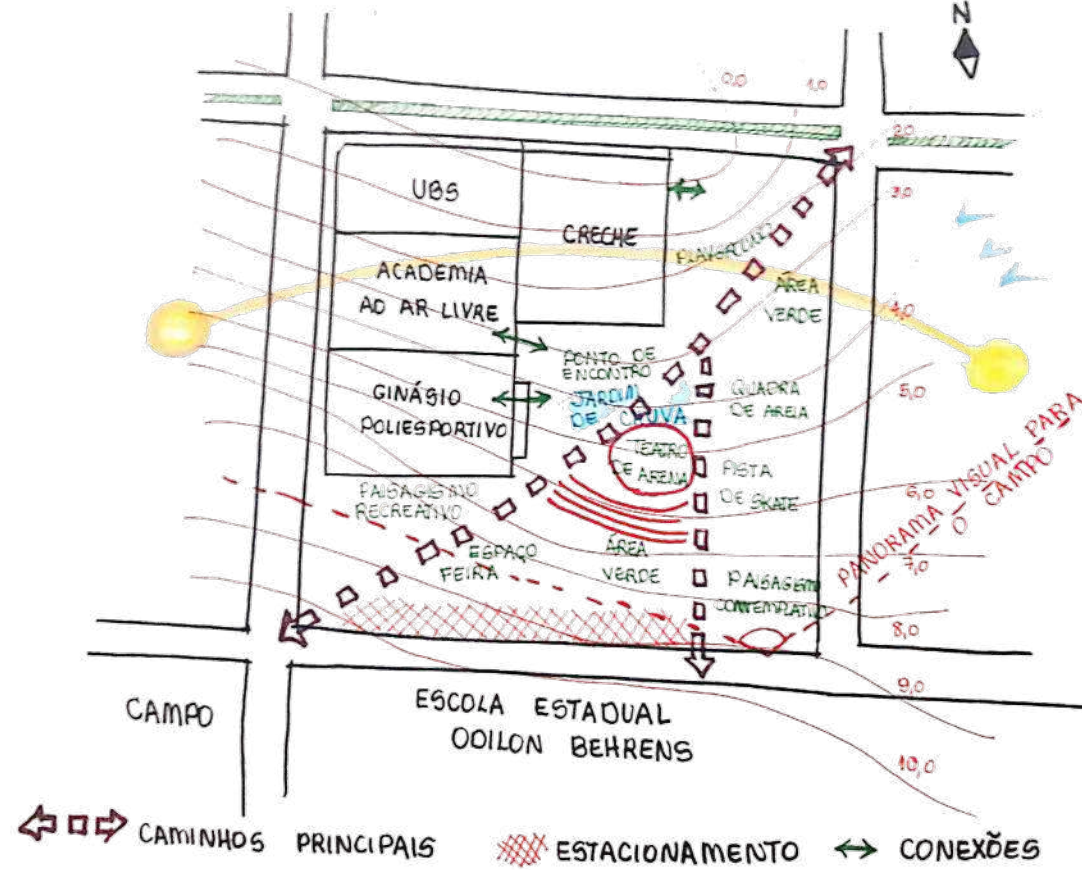 N
0,0
1,0
2,0
3,0
4,0
5,0
6,0
7,0
8,0
9,0
10,0
UBS
CRECHE
ACADEMIA
AO AR LIVRE
GINÁSIO
POLIESPORTIVO
PLAYGROUND
ÁREA
VERDE
PONTO DE
ENCONTRO
JARDIM
DE CHUVA
QUADRA
DE AREIA
TEATRO
DE ARENA
PISTA
DE SKATE
PAISAGISMO
RECREATIVO
ESPAÇO
FEIRA
ÁREA
VERDE
PAISAGISMO
CONTEMPLATIVO
PANORAMA VISUAL PARA
O CAMPO
CAMPO
ESCOLA ESTADUAL
ODILON BEHRENS
CAMINHOS PRINCIPAIS
ESTACIONAMENTO
CONEXÕES